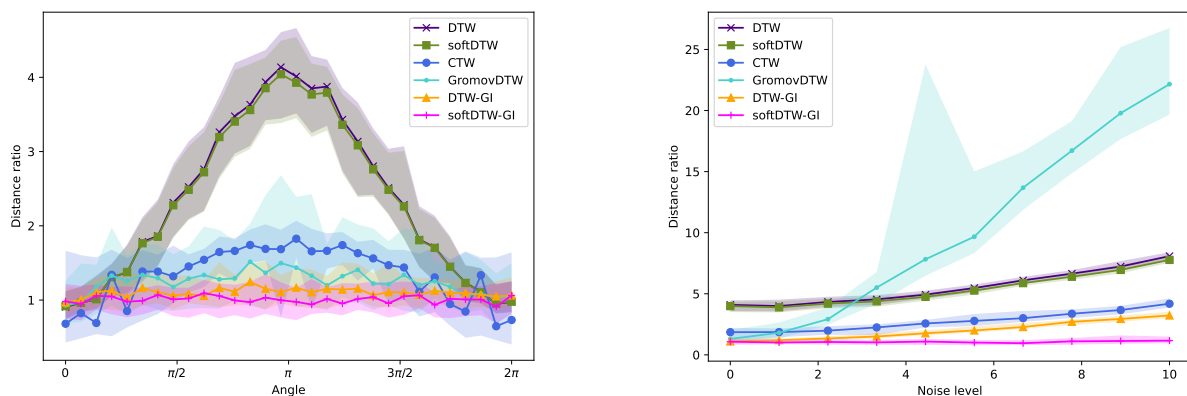 DTW
softDTW
CTW
GromovDTW
DTW-GI
softDTW-GI
4
3
2
1
Distance ratio
0
π/2
π
3π/2
2π
Angle
DTW
softDTW
CTW
GromovDTW
DTW-GI
softDTW-GI
25
20
15
10
5
0
Distance ratio
0
2
4
6
8
10
Noise level